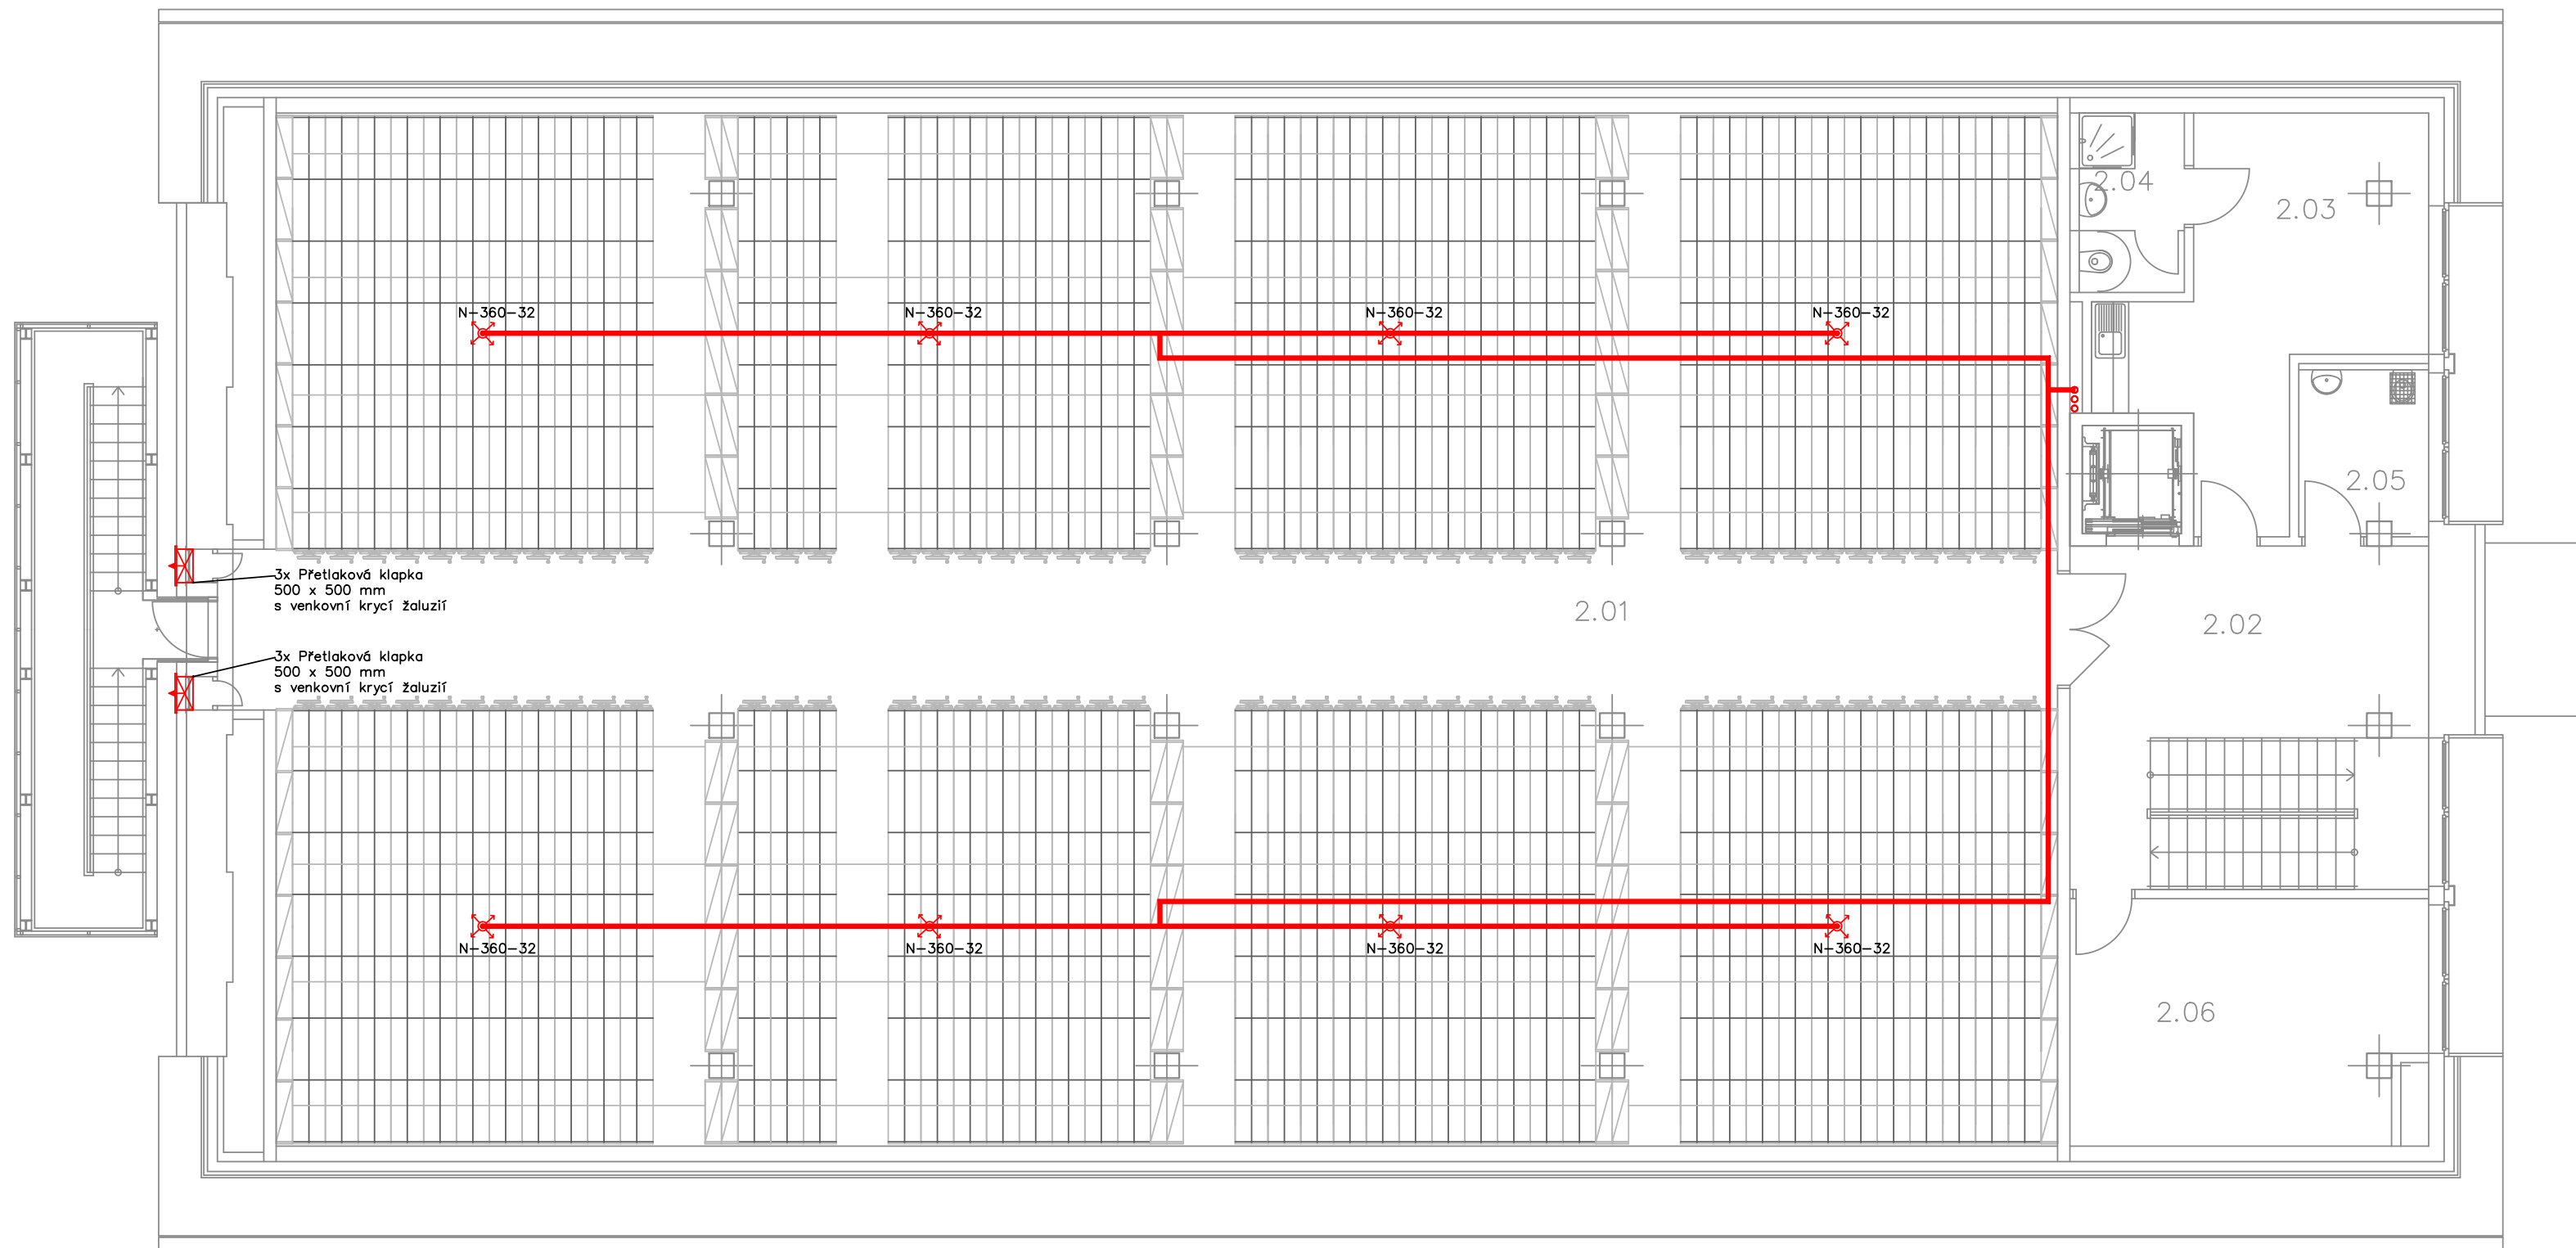 2.04
2.03
N-360-32
N-360-32
N-360-32
N-360-32
2.05
3x Přetlaková klapka
500 x 500 mm
s venkovní krycí žaluzií
2.01
2.02
3x Přetlaková klapka
500 x 500 mm
s venkovní krycí žaluzií
N-360-32
N-360-32
N-360-32
N-360-32
2.06